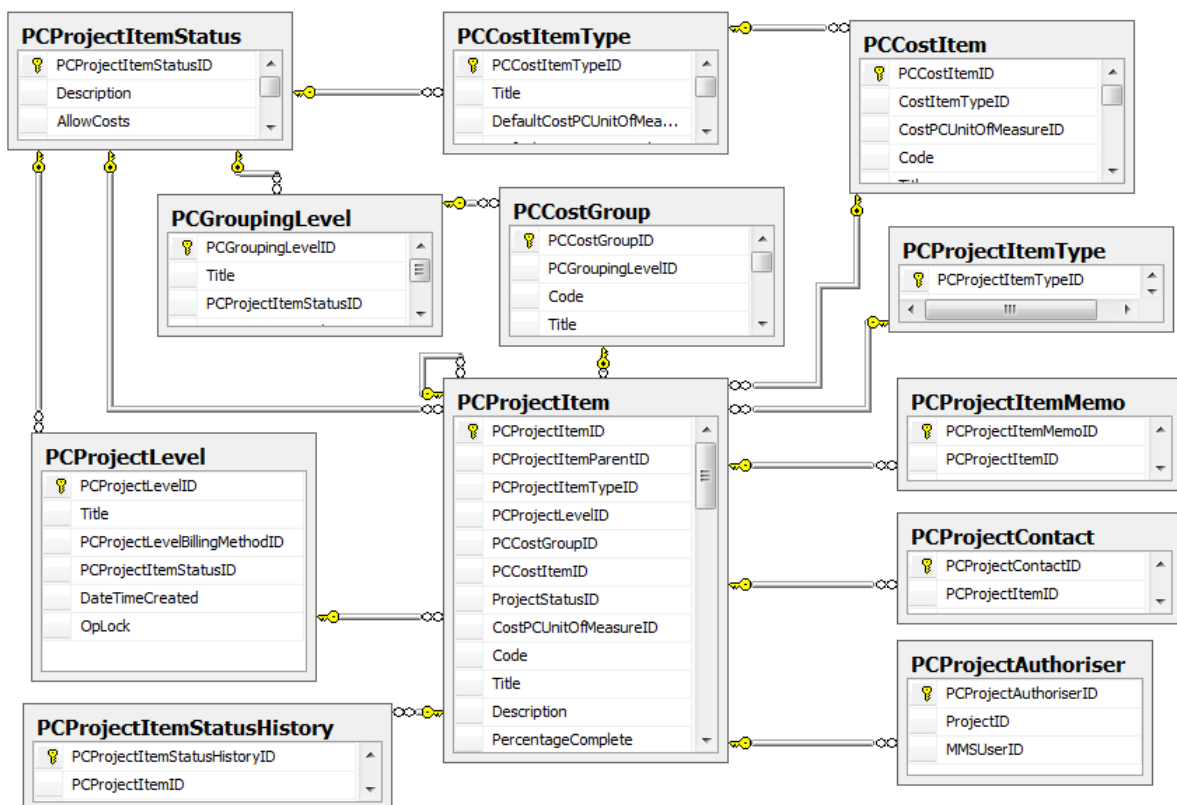 PCProjectItemStatus
PCProjectItemStatusID
Description
AllowCosts
PCCostItemType
PCCostItemTypeID
Title
DefaultCostPCUnitOfMea...
PCCostItem
PCCostItemID
CostItemTypeID
CostPCUnitOfMeasureID
Code
PCGroupingLevel
PCGroupingLevelID
Title
PCProjectItemStatusID
PCCostGroup
PCCostGroupID
PCGroupingLevelID
Code
Title
PCProjectItemType
PCProjectItemTypeID
PCProjectItem
PCProjectItemID
PCProjectItemParentID
PCProjectItemTypeID
PCProjectLevelID
PCCostGroupID
PCCostItemID
ProjectStatusID
CostPCUnitOfMeasureID
Code
Title
Description
PercentageComplete
PCProjectItemMemo
PCProjectItemMemoID
PCProjectItemID
PCProjectLevel
PCProjectLevelID
Title
PCProjectLevelBillingMethodID
PCProjectItemStatusID
DateTimeCreated
OpLock
PCProjectContact
PCProjectContactID
PCProjectItemID
PCProjectAuthoriser
PCProjectAuthoriserID
ProjectID
MMSUserID
PCProjectItemStatusHistory
PCProjectItemStatusHistoryID
PCProjectItemID